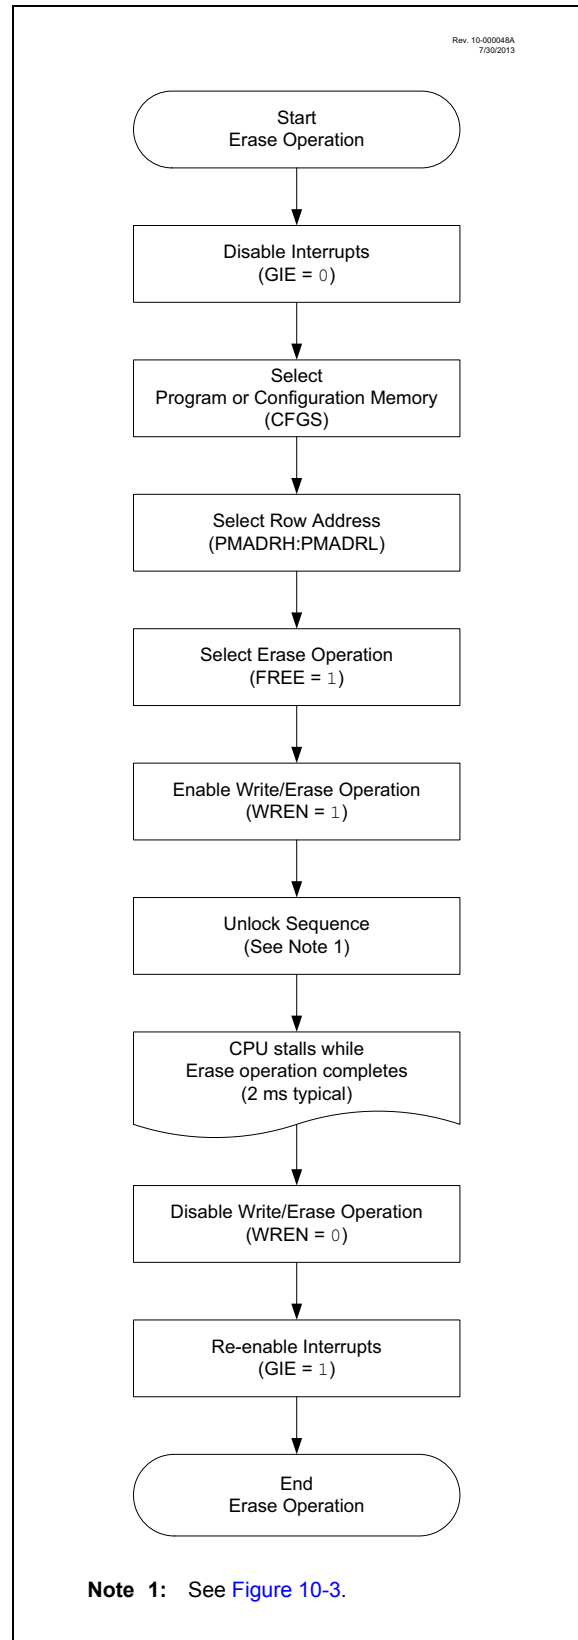 Rev. 10-000048A
7/30/2013
Start
Erase Operation
Disable Interrupts
(GIE = 0)
Select
Program or Configuration Memory
(CFGS)
Select Row Address
(PMADRH:PMADRL)
Select Erase Operation
(FREE = 1)
Enable Write/Erase Operation
(WREN = 1)
Unlock Sequence
(See Note 1)
CPU stalls while
Erase operation completes
(2 ms typical)
Disable Write/Erase Operation
(WREN = 0)
Re-enable Interrupts
(GIE = 1)
End
Erase Operation
Note 1: See Figure 10-3.